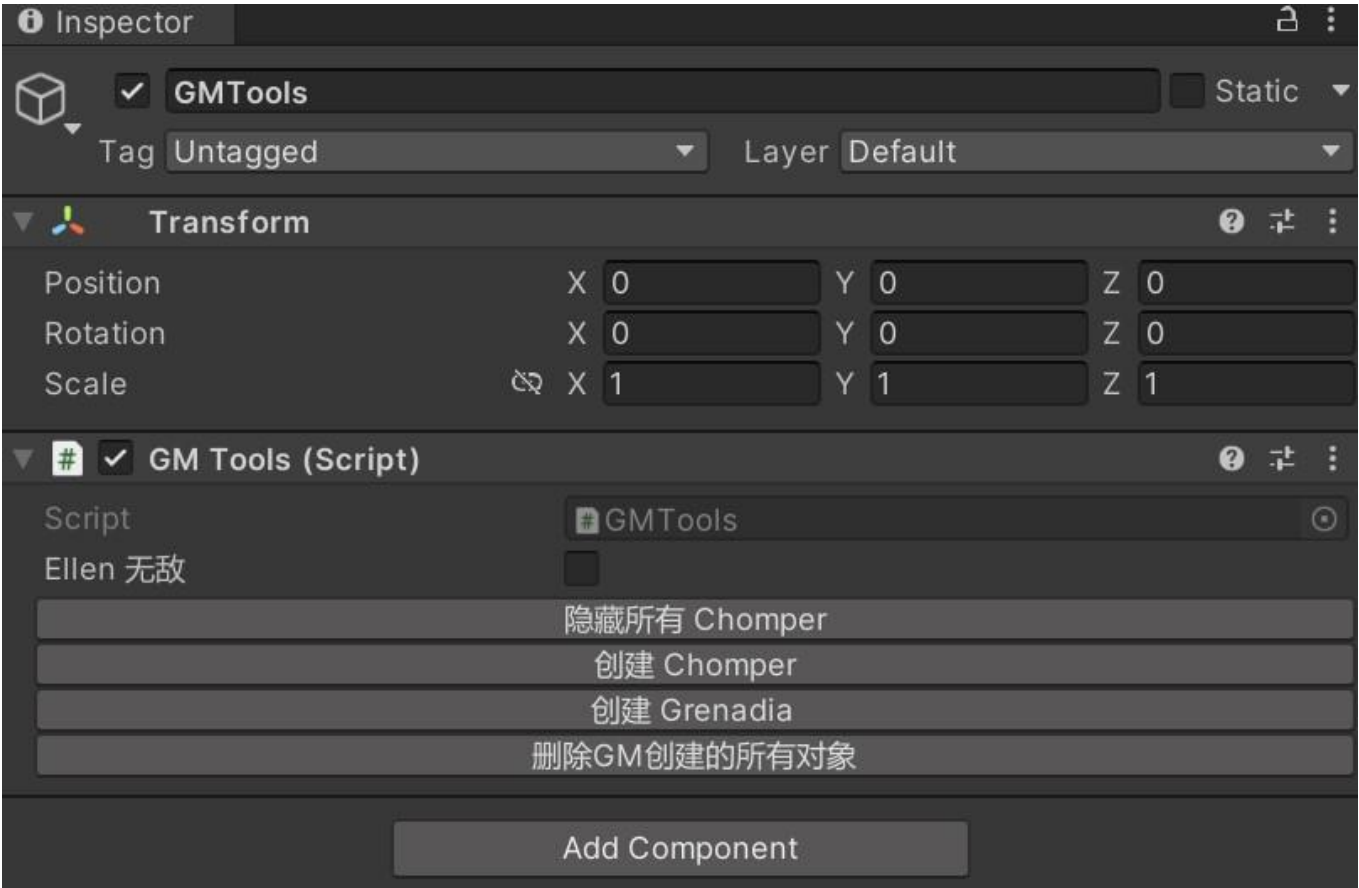 Inspector
GMTools Static
Tag Untagged Layer Default
Transform
Position X 0 Y 0 Z 0
Rotation X 0 Y 0 Z 0
Scale X 1 Y 1 Z 1
# GM Tools (Script)
Script # GMTools
Ellen 无敌
隐藏所有 Chomper
创建 Chomper
创建 Grenadia
删除GM创建的所有对象
Add Component